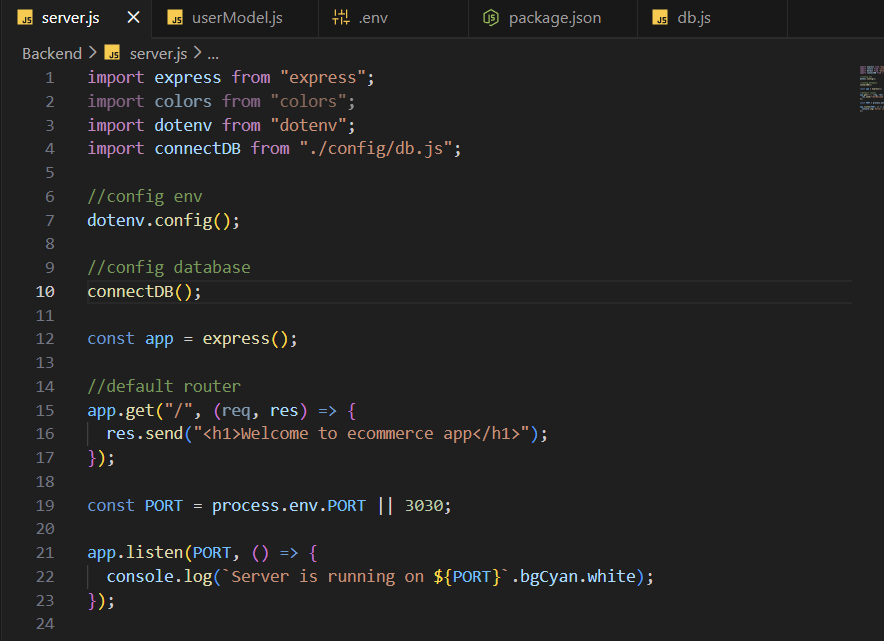 server.js userModel.js .env package.json db.js
Backend > server.js > ...
1 import express from "express";
2 import colors from "colors";
3 import dotenv from "dotenv";
4 import connectDB from "./config/db.js";
5
6 //config env
7 dotenv.config();
8
9 //config database
10 connectDB();
11
12 const app = express();
13
14 //default router
15 app.get("/", (req, res) => {
16   res.send("<h1>Welcome to ecommerce app</h1>");
17 });
18
19 const PORT = process.env.PORT || 3030;
20
21 app.listen(PORT, () => {
22   console.log(`Server is running on ${PORT}`.bgCyan.white);
23 });
24